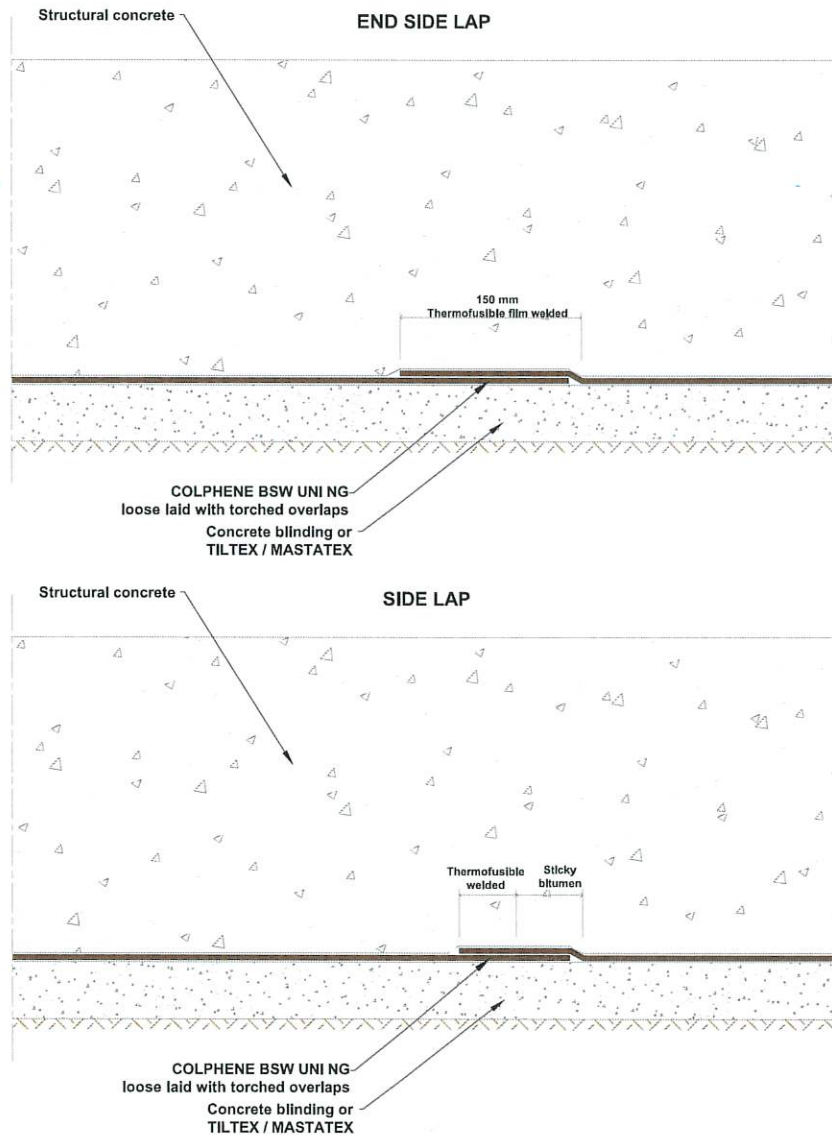 Structural concrete
END SIDE LAP
150 mm
Thermofusible film welded
COLPHENE BSW UNI NG
loose laid with torched overlaps
Concrete blinding or
TILTEX / MASTATEX
Structural concrete
SIDE LAP
Thermofusible
welded
Sticky
bitumen
COLPHENE BSW UNI NG
loose laid with torched overlaps
Concrete blinding or
TILTEX / MASTATEX